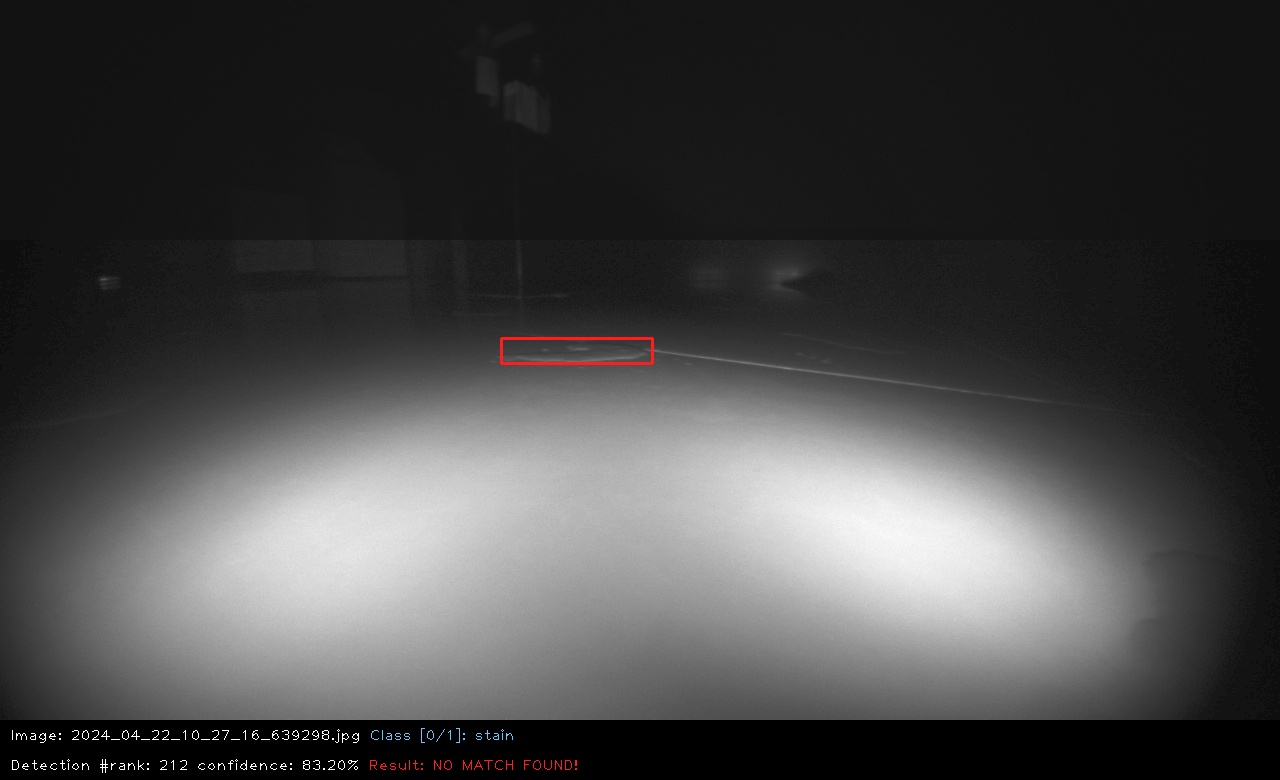 Image: 2024_04_22_10_27_16_639298.jpg Class [0/1]: stain
Detection #rank: 212 confidence: 83.20% Result: NO MATCH FOUND!